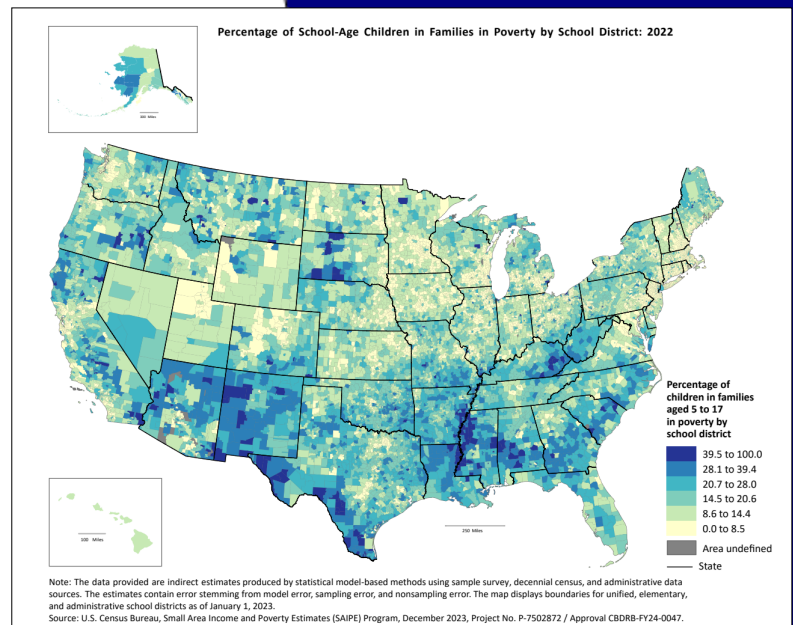 Percentage of School-Age Children in Families in Poverty by School District: 2022
200 Miles
Percentage of
children in families
aged 5 to 17
in poverty by
school district
39.5 to 100.0
28.1 to 39.4
20.7 to 28.0
14.5 to 20.6
8.6 to 14.4
0.0 to 8.5
Area undefined
State
100 Miles
250 Miles
Note: The data provided are indirect estimates produced by statistical model-based methods using sample survey, decennial census, and administrative data
sources. The estimates contain error stemming from model error, sampling error, and nonsampling error. The map displays boundaries for unified, elementary,
and administrative school districts as of January 1, 2023.
Source: U.S. Census Bureau, Small Area Income and Poverty Estimates (SAIPE) Program, December 2023, Project No. P-7502872 / Approval CBDRB-FY24-0047.